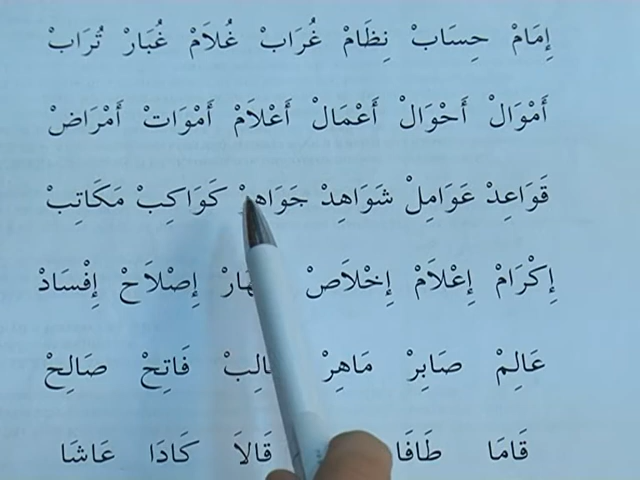 إِمَامْ حِسَابْ نِظَامْ غُرَابْ غُلَامْ غُبَارْ تُرَابْ
أَمْوَالْ أَحْوَالْ أَعْمَالْ أَعْلَامْ أَمْوَاتْ أَمْرَاضْ
قَوَاعِدْ عَوَامِلْ شَوَاهِدْ كَوَاكِبْ مَكَاتِبْ
إِكْرَامْ إِعْلَامْ إِخْلَاصْ إِصْلَاحْ إِفْسَادْ
عَالِمْ صَابِرْ مَاهِرْ فَاتِحْ صَالِحْ
قَامَا طَافَا قَالَا كَادَا عَاشَا